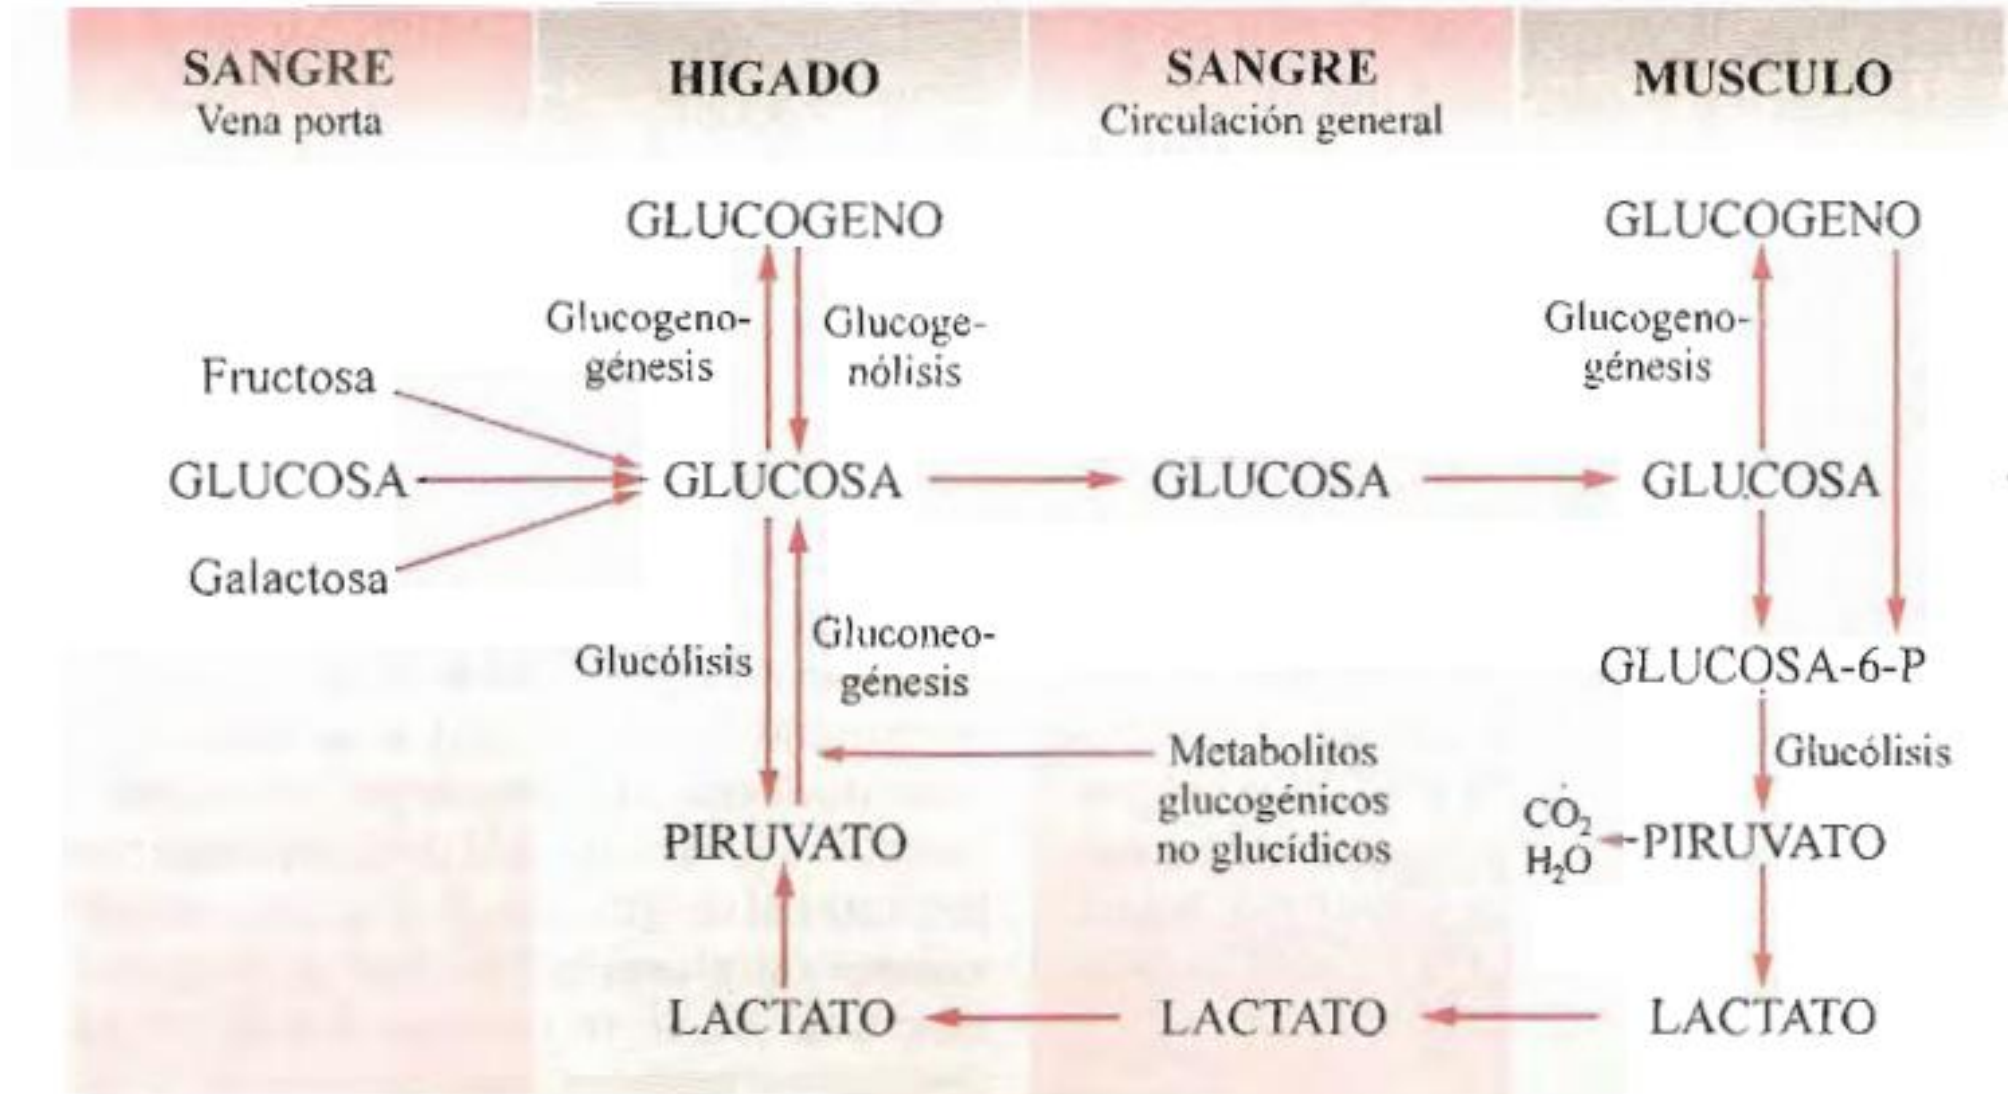 SANGRE
Vena porta
HIGADO
SANGRE
Circulación general
MUSCULO
GLUCOGENO
GLUCOGENO
Glucogeno-
génesis
Glucoge-
nólisis
Glucogeno-
génesis
Fructosa
GLUCOSA
GLUCOSA
GLUCOSA
GLUCOSA
Galactosa
Glucólisis
Gluconeo-
génesis
GLUCOSA-6-P
Metabolitos
glucogénicos
no glucídicos
Glucólisis
CO₂
H₂O
PIRUVATO
PIRUVATO
LACTATO
LACTATO
LACTATO